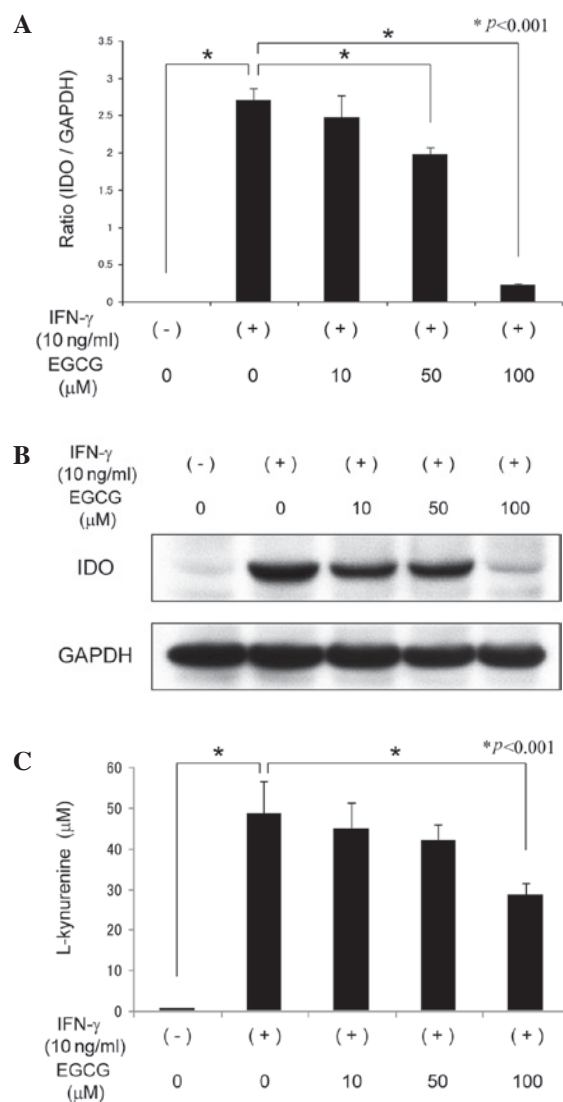 A
* p<0.001
* * *
Ratio (IDO / GAPDH)
3.5
3
2.5
2
1.5
1
0.5
0
IFN-γ (10 ng/ml) (-) (+) (+) (+) (+)
EGCG (μM) 0 0 10 50 100
B
IFN-γ (10 ng/ml) (-) (+) (+) (+) (+)
EGCG (μM) 0 0 10 50 100
IDO
GAPDH
C
* p<0.001
* *
L-kynurenine (μM)
60
50
40
30
20
10
0
IFN-γ (10 ng/ml) (-) (+) (+) (+) (+)
EGCG (μM) 0 0 10 50 100